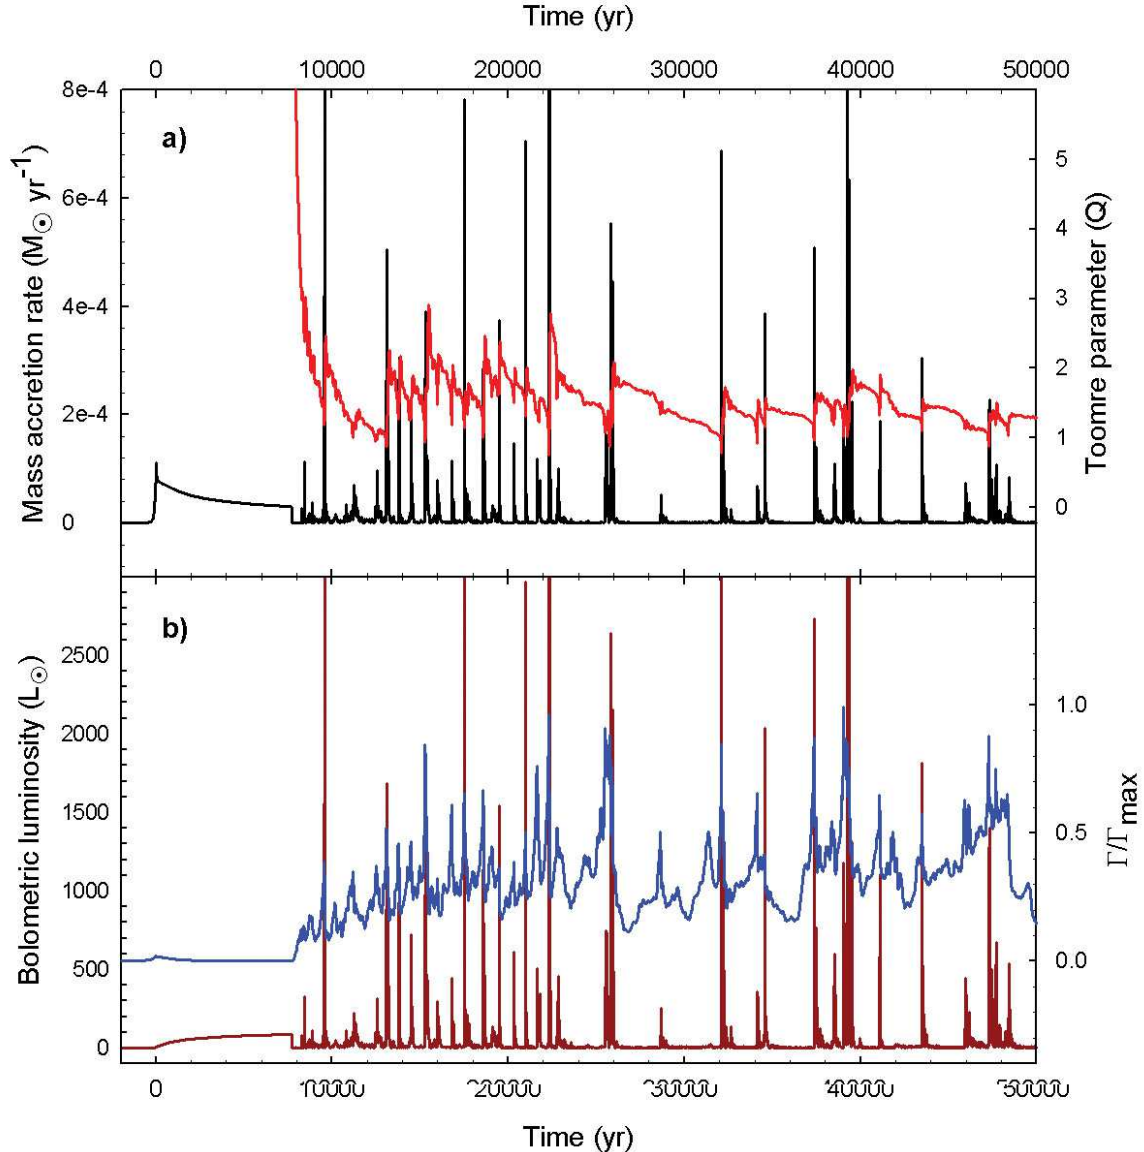 Time (yr)
0 10000 20000 30000 40000 50000
8e-4
a)
5
6e-4
4
4e-4
3
2
2e-4
1
0
0
Mass accretion rate (M☉ yr⁻¹)
Toomre parameter (Q)
b)
2500
2000
1.0
1500
0.5
1000
500
0.0
0
Bolometric luminosity (L☉)
Γ/Γmax
0 10000 20000 30000 40000 50000
Time (yr)